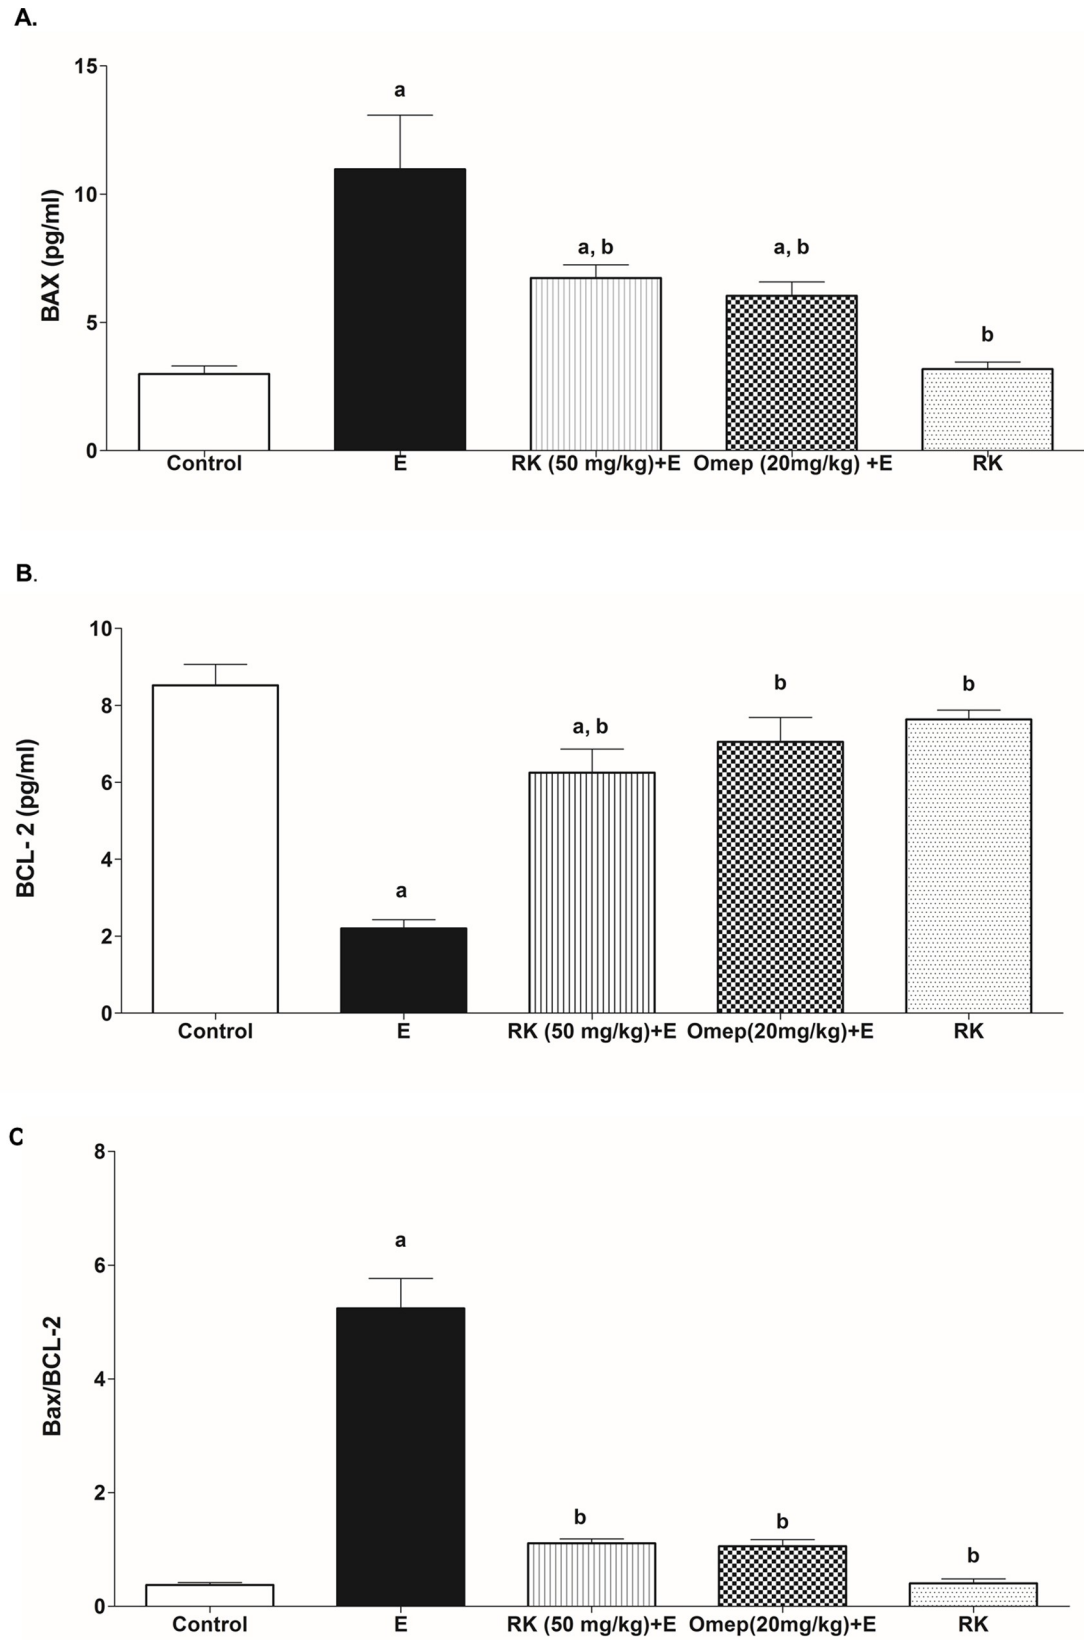 A.
15
a
10
BAX (pg/ml)
a, b
a, b
5
b
0
Control E RK (50 mg/kg)+E Omep (20mg/kg) +E RK
B.
10
8
b
b
a, b
BCL- 2 (pg/ml)
6
4
a
2
0
Control E RK (50 mg/kg)+E Omep(20mg/kg)+E RK
C
8
a
6
Bax/BCL-2
4
2
b
b
b
0
Control E RK (50 mg/kg)+E Omep(20mg/kg)+E RK